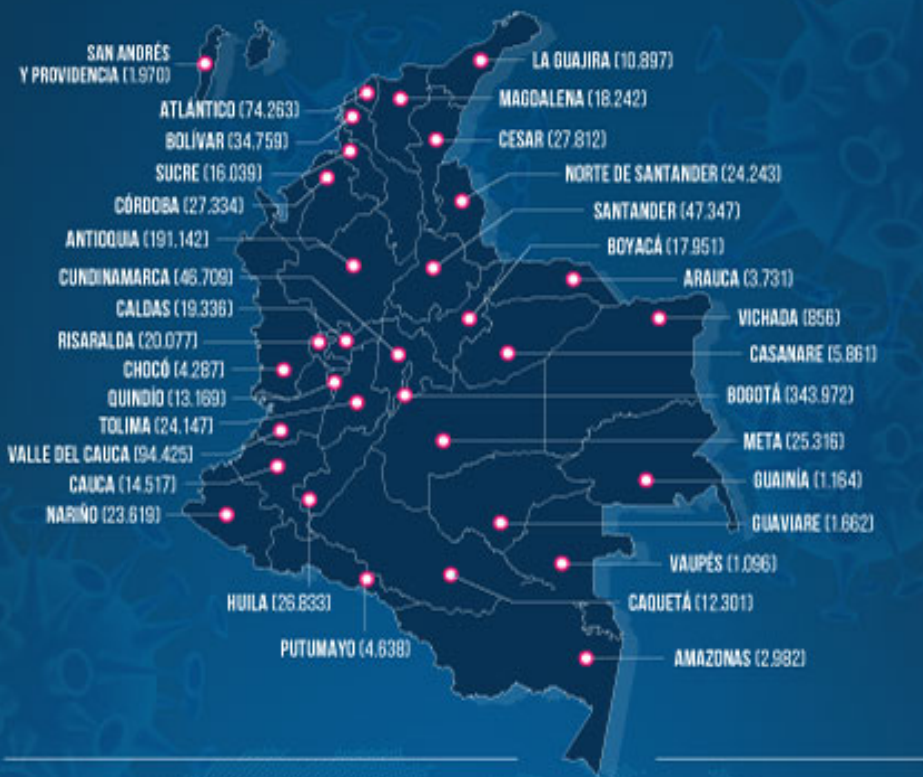 SAN ANDRÉS
Y PROVIDENCIA (1.970)
ATLÁNTICO (74.263)
BOLÍVAR (34.759)
SUCRE (16.039)
CÓRDOBA (27.334)
ANTIOQUIA (191.142)
CUNDINAMARCA (46.709)
CALDAS (19.336)
RISARALDA (20.077)
CHOCÓ (4.287)
QUINDÍO (13.169)
TOLIMA (24.147)
VALLE DEL CAUCA (94.425)
CAUCA (14.517)
NARIÑO (23.619)
HUILA (26.833)
PUTUMAYO (4.638)
LA GUAJIRA (10.897)
MAGDALENA (18.242)
CESAR (27.812)
NORTE DE SANTANDER (24.243)
SANTANDER (47.347)
BOYACÁ (17.951)
ARAUCA (3.731)
VICHADA (856)
CASANARE (5.861)
BOGOTÁ (343.972)
META (25.316)
GUAINÍA (1.164)
GUAVIARE (1.662)
VAUPÉS (1.096)
CAQUETÁ (12.301)
AMAZONAS (2.982)